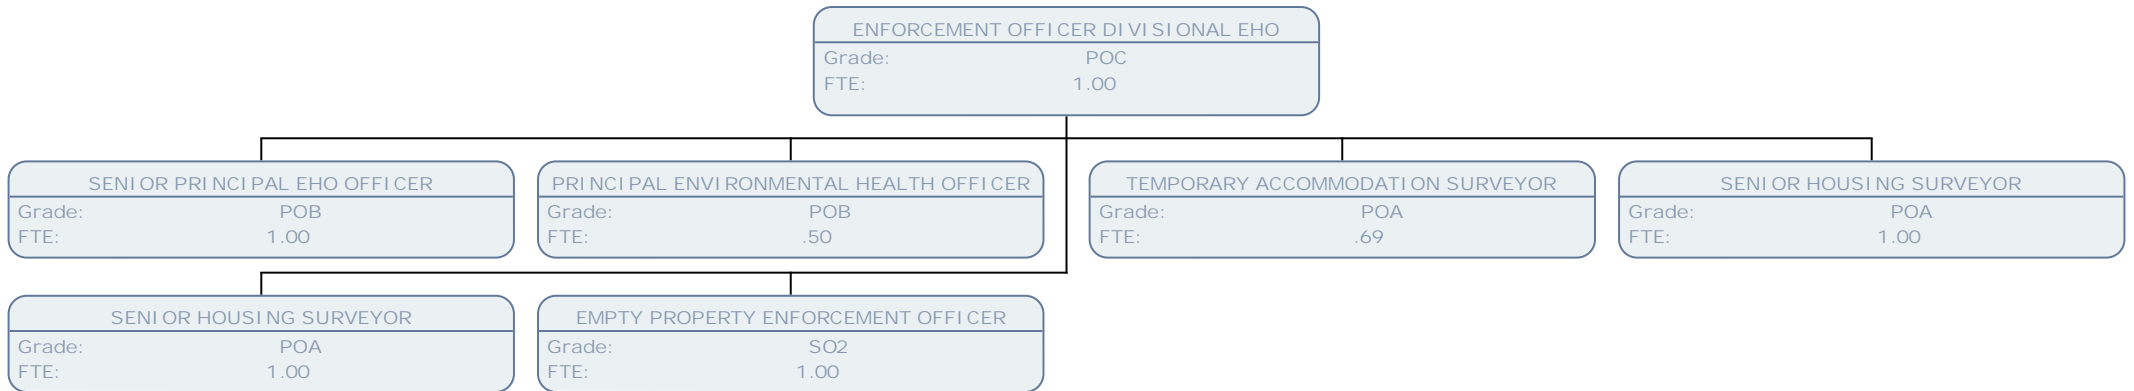 ENFORCEMENT OFFICER DIVISIONAL EHO
Grade: POC
FTE: 1.00
SENIOR PRINCIPAL EHO OFFICER
Grade: POB
FTE: 1.00
PRINCIPAL ENVIRONMENTAL HEALTH OFFICER
Grade: POB
FTE: .50
TEMPORARY ACCOMMODATION SURVEYOR
Grade: POA
FTE: .69
SENIOR HOUSING SURVEYOR
Grade: POA
FTE: 1.00
SENIOR HOUSING SURVEYOR
Grade: POA
FTE: 1.00
EMPTY PROPERTY ENFORCEMENT OFFICER
Grade: SO2
FTE: 1.00